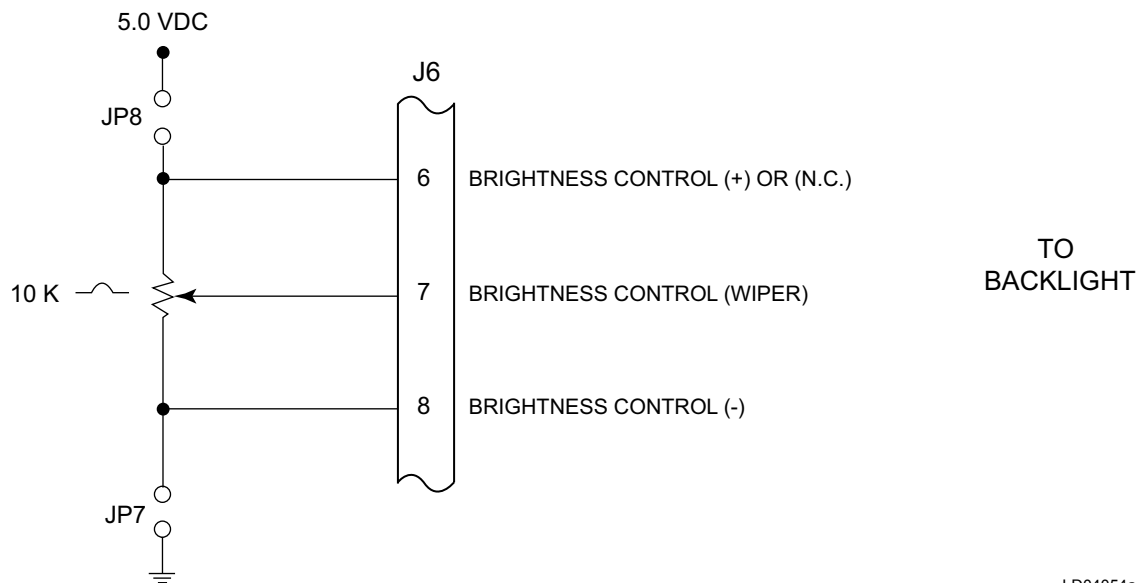 5.0 VDC
J6
JP8
6 BRIGHTNESS CONTROL (+) OR (N.C.)
TO
BACKLIGHT
10 K
7 BRIGHTNESS CONTROL (WIPER)
8 BRIGHTNESS CONTROL (-)
JP7